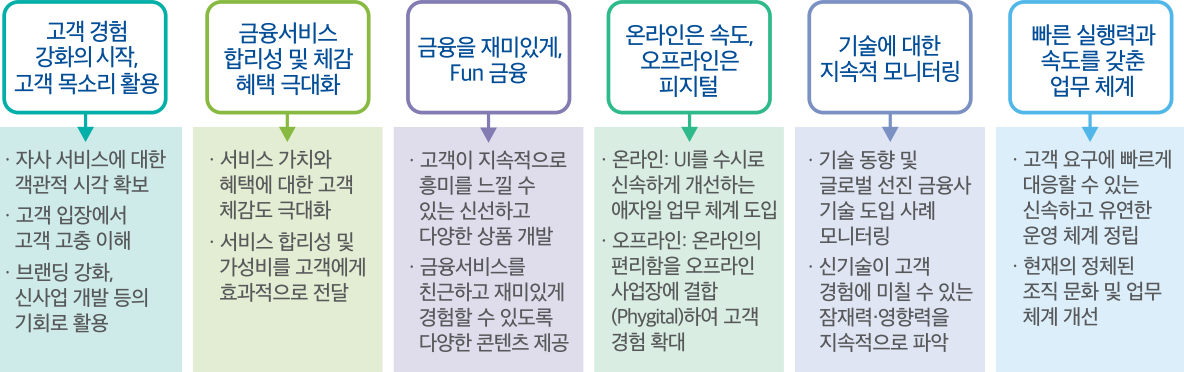 고객 경험
강화의 시작,
고객 목소리 활용
· 자사 서비스에 대한
객관적 시각 확보
· 고객 입장에서
고객 고충 이해
· 브랜딩 강화,
신사업 개발 등의
기회로 활용
금융서비스
합리성 및 체감
혜택 극대화
· 서비스 가치와
혜택에 대한 고객
체감도 극대화
· 서비스 합리성 및
가성비를 고객에게
효과적으로 전달
금융을 재미있게,
Fun 금융
· 고객이 지속적으로
흥미를 느낄 수
있는 신선하고
다양한 상품 개발
· 금융서비스를
친근하고 재미있게
경험할 수 있도록
다양한 콘텐츠 제공
온라인은 속도,
오프라인은
피지털
· 온라인: UI를 수시로
신속하게 개선하는
애자일 업무 체계 도입
· 오프라인: 온라인의
편리함을 오프라인
사업장에 결합
(Phygital)하여 고객
경험 확대
기술에 대한
지속적 모니터링
· 기술 동향 및
글로벌 선진 금융사
기술 도입 사례
모니터링
· 신기술이 고객
경험에 미칠 수 있는
잠재력·영향력을
지속적으로 파악
빠른 실행력과
속도를 갖춘
업무 체계
· 고객 요구에 빠르게
대응할 수 있는
신속하고 유연한
운영 체계 정립
· 현재의 정체된
조직 문화 및 업무
체계 개선